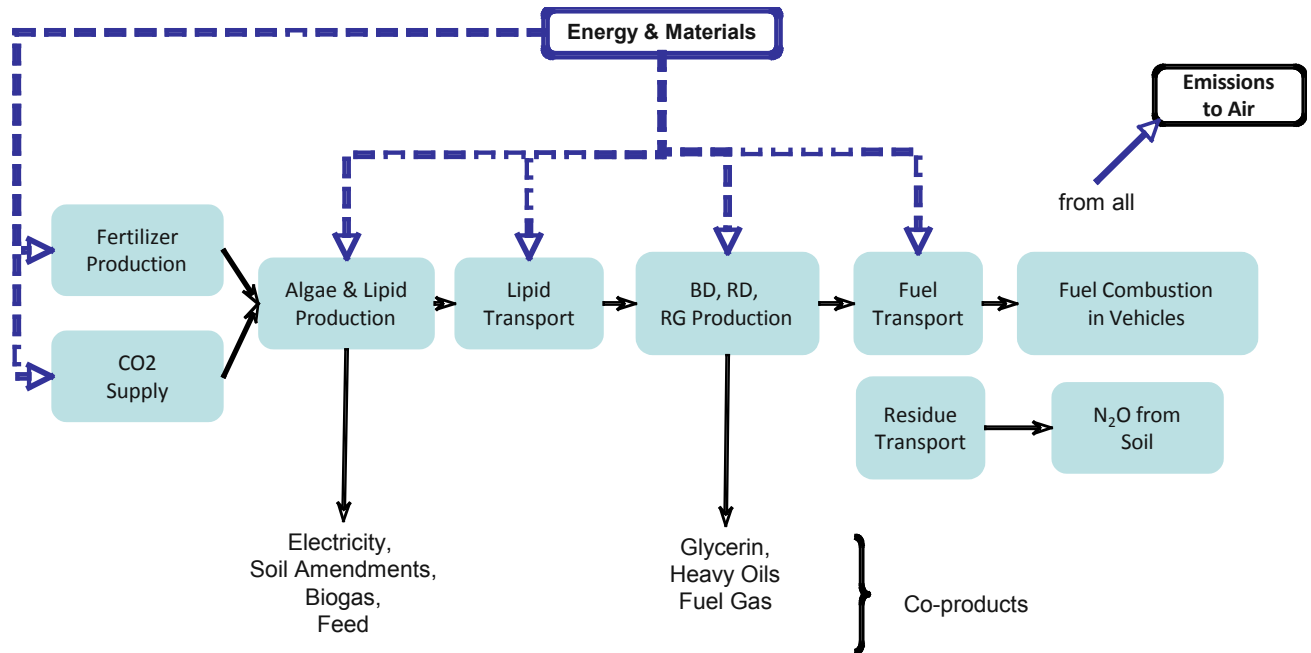 Energy & Materials
Emissions
to Air
from all
Fertilizer
Production
Algae & Lipid
Production
Lipid
Transport
BD, RD,
RG Production
Fuel
Transport
Fuel Combustion
in Vehicles
CO2
Supply
Residue
Transport
N₂O from
Soil
Electricity,
Soil Amendments,
Biogas,
Feed
Glycerin,
Heavy Oils
Fuel Gas
Co-products